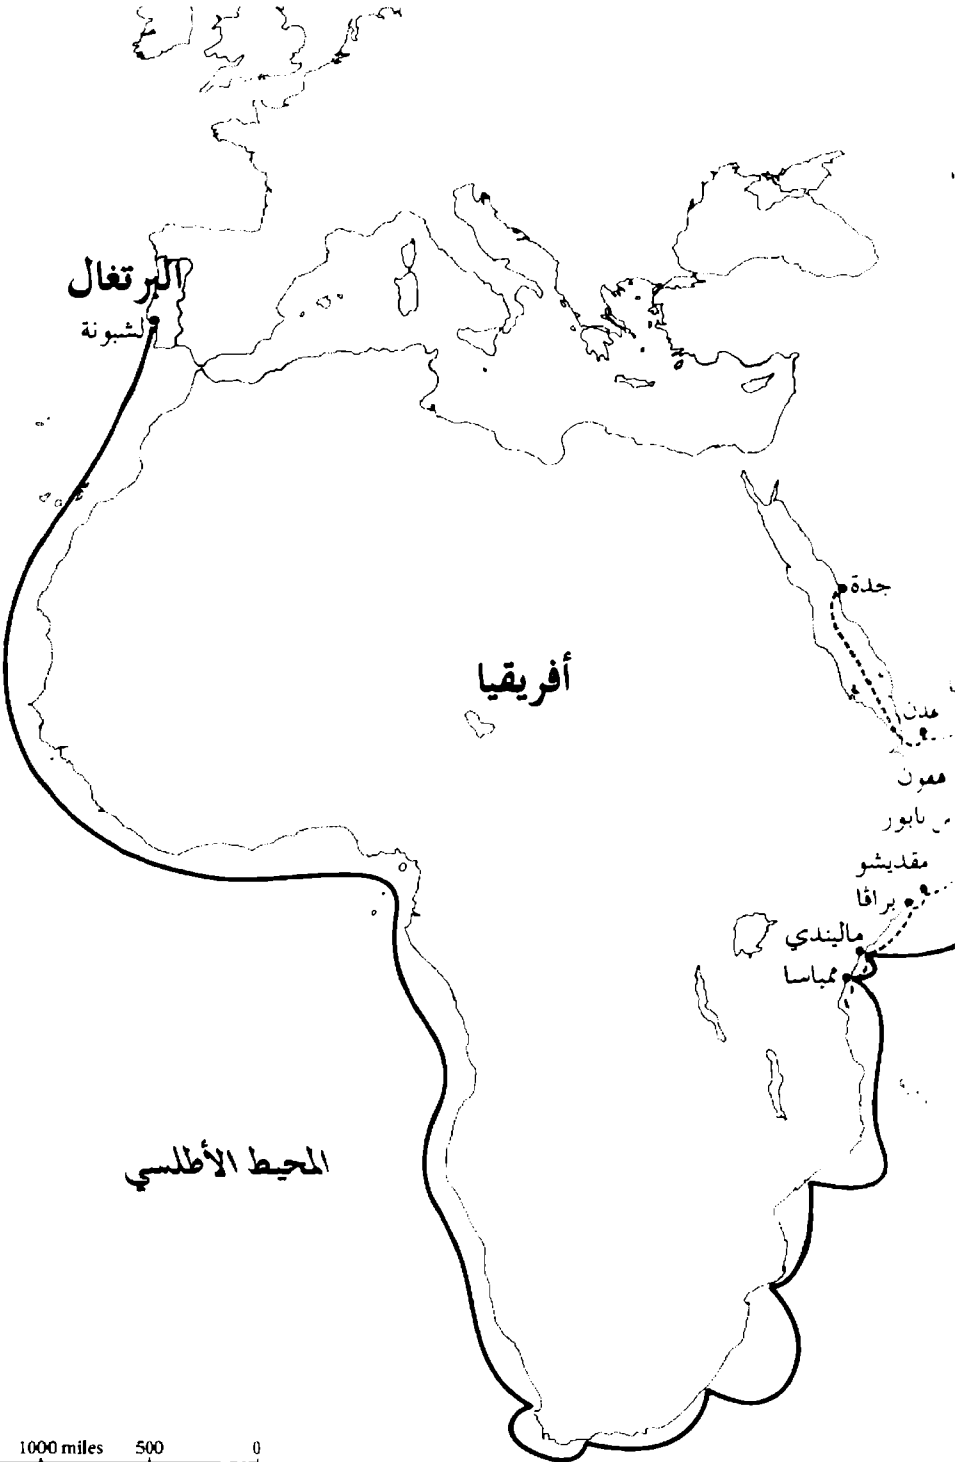 البرتغال
لشبونة
جدة
أفريقيا
عدن
مقديشو
براڤا
ماليندي
ممباسا
المحيط الأطلسي
1000 miles 500 0